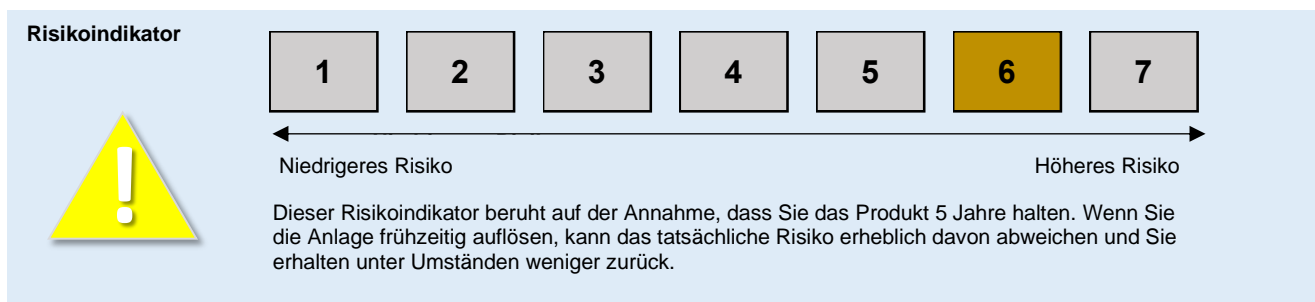 Risikoindikator
1 2 3 4 5 6 7
Niedrigeres Risiko Höheres Risiko
Dieser Risikoindikator beruht auf der Annahme, dass Sie das Produkt 5 Jahre halten. Wenn Sie
die Anlage frühzeitig auflösen, kann das tatsächliche Risiko erheblich davon abweichen und Sie
erhalten unter Umständen weniger zurück.